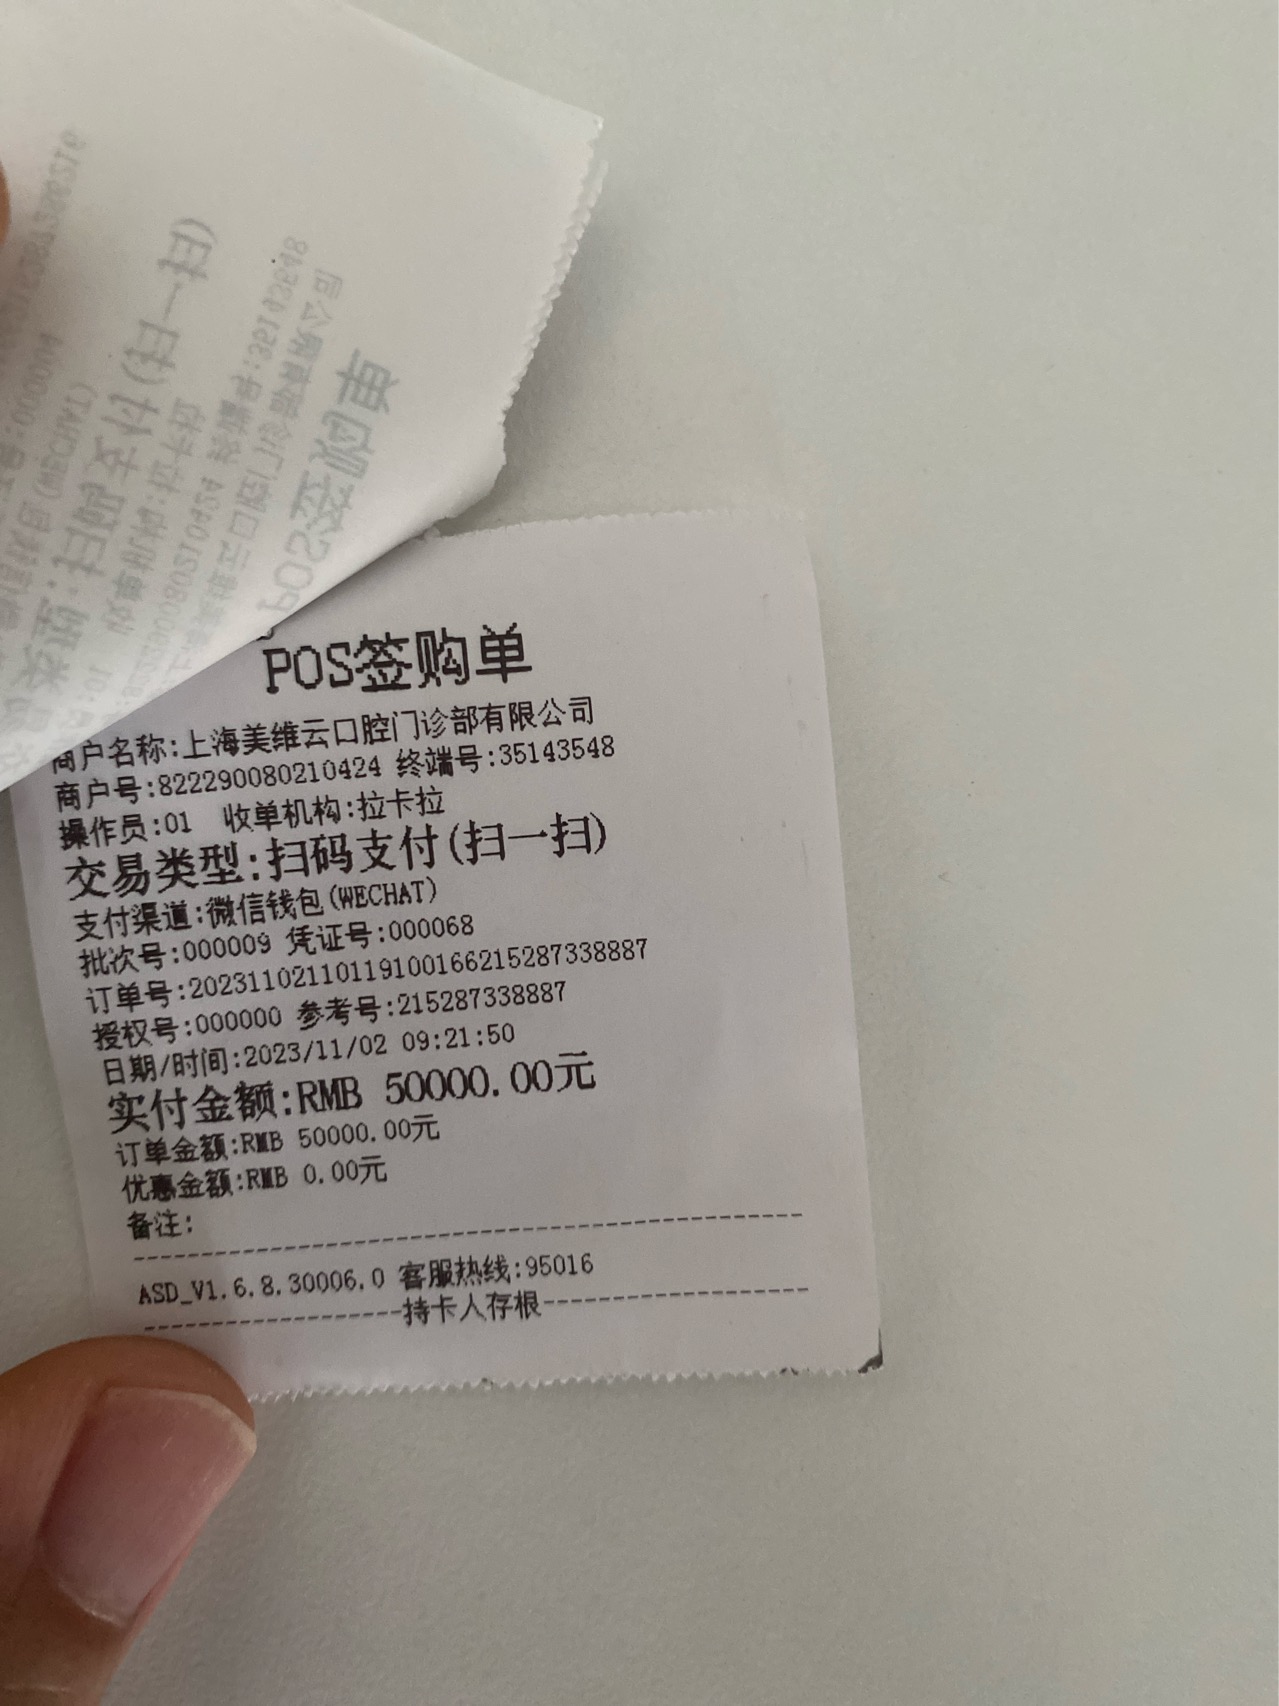 POS签购单
商户名称:上海美维云口腔门诊部有限公司
商户号:822290080210424 终端号:35143548
操作员:01 收单机构:拉卡拉
交易类型:扫码支付(扫一扫)
支付渠道:微信钱包(WECHAT)
批次号:000009 凭证号:000068
订单号:20231102110119100166215287338887
授权号:000000 参考号:215287338887
日期/时间:2023/11/02 09:21:50
实付金额:RMB 50000.00元
订单金额:RMB 50000.00元
优惠金额:RMB 0.00元
备注:
ASD_V1.6.8.30006.0 客服热线:95016
持卡人存根